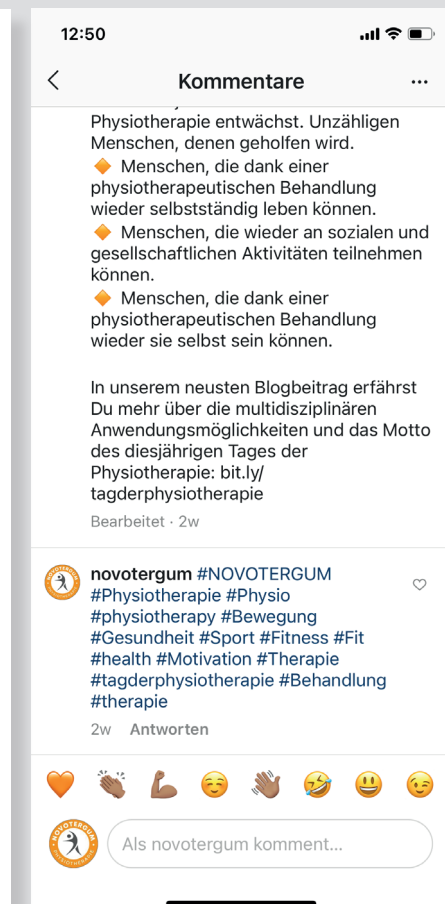 12:50
Kommentare
Physiotherapie entwächst. Unzähligen
Menschen, denen geholfen wird.
🔶 Menschen, die dank einer
physiotherapeutischen Behandlung
wieder selbstständig leben können.
🔶 Menschen, die wieder an sozialen und
gesellschaftlichen Aktivitäten teilnehmen
können.
🔶 Menschen, die dank einer
physiotherapeutischen Behandlung
wieder sie selbst sein können.
In unserem neusten Blogbeitrag erfährst
Du mehr über die multidisziplinären
Anwendungsmöglichkeiten und das Motto
des diesjährigen Tages der
Physiotherapie: bit.ly/
tagderphysiotherapie
Bearbeitet · 2w
novotergum #NOVOTERGUM
#Physiotherapie #Physio
#physiotherapy #Bewegung
#Gesundheit #Sport #Fitness #Fit
#health #Motivation #Therapie
#tagderphysiotherapie #Behandlung
#therapie
2w Antworten
NOVOTERGUM
PHYSIOTHERAPIE
Als novotergum komment...